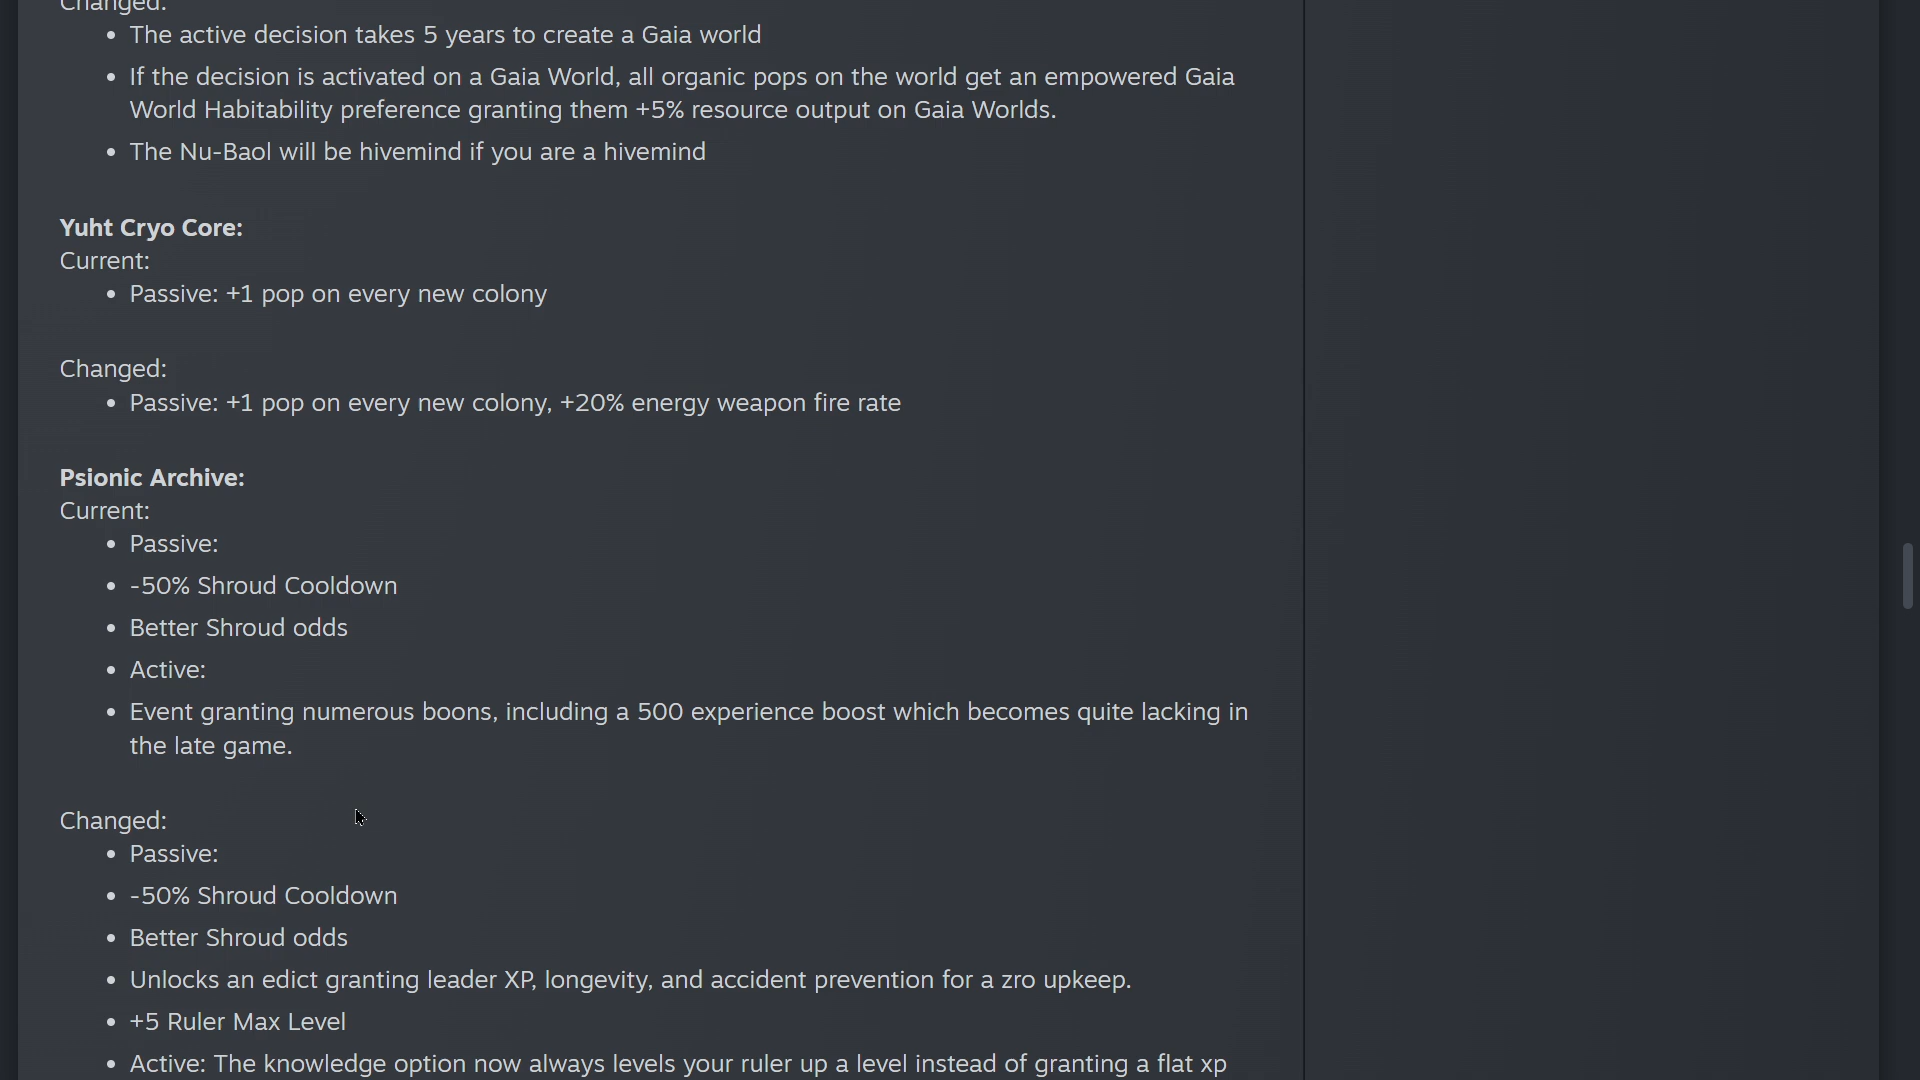 Changed:
• The active decision takes 5 years to create a Gaia world
• If the decision is activated on a Gaia World, all organic pops on the world get an empowered Gaia
World Habitability preference granting them +5% resource output on Gaia Worlds.
• The Nu-Baol will be hivemind if you are a hivemind
Yuht Cryo Core:
Current:
• Passive: +1 pop on every new colony
Changed:
• Passive: +1 pop on every new colony, +20% energy weapon fire rate
Psionic Archive:
Current:
• Passive:
• -50% Shroud Cooldown
• Better Shroud odds
• Active:
• Event granting numerous boons, including a 500 experience boost which becomes quite lacking in
the late game.
Changed:
• Passive:
• -50% Shroud Cooldown
• Better Shroud odds
• Unlocks an edict granting leader XP, longevity, and accident prevention for a zro upkeep.
• +5 Ruler Max Level
• Active: The knowledge option now always levels your ruler up a level instead of granting a flat xp